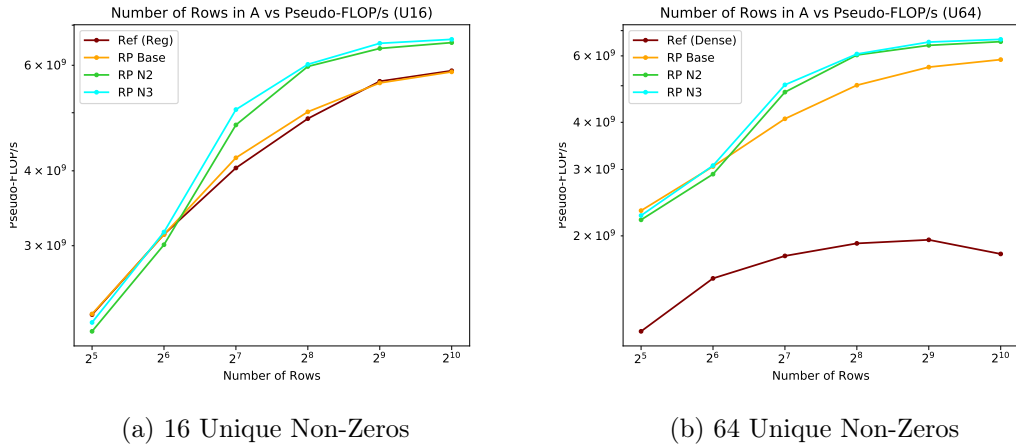 Number of Rows in A vs Pseudo-FLOP/s (U16)
Ref (Reg)
RP Base
RP N2
RP N3
6 × 10⁹
4 × 10⁹
3 × 10⁹
Pseudo-FLOP/s
2⁵ 2⁶ 2⁷ 2⁸ 2⁹ 2¹⁰
Number of Rows
(a) 16 Unique Non-Zeros
Number of Rows in A vs Pseudo-FLOP/s (U64)
Ref (Dense)
RP Base
RP N2
RP N3
6 × 10⁹
4 × 10⁹
3 × 10⁹
2 × 10⁹
Pseudo-FLOP/s
2⁵ 2⁶ 2⁷ 2⁸ 2⁹ 2¹⁰
Number of Rows
(b) 64 Unique Non-Zeros